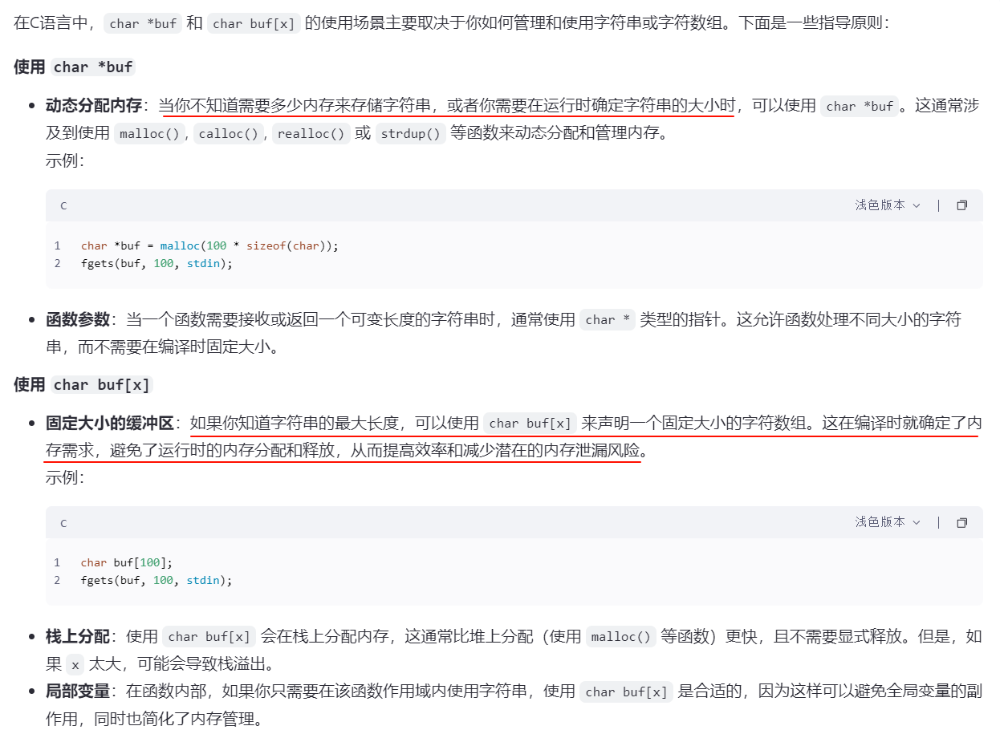 在C语言中，char *buf 和 char buf[x] 的使用场景主要取决于你如何管理和使用字符串或字符数组。下面是一些指导原则：
使用 char *buf
• 动态分配内存：当你不知道需要多少内存来存储字符串，或者你需要在运行时确定字符串的大小时，可以使用 char *buf。这通常涉
及到使用 malloc()，calloc()，realloc() 或 strdup() 等函数来动态分配和管理内存。
示例：
C 浅色版本
1 char *buf = malloc(100 * sizeof(char));
2 fgets(buf, 100, stdin);
• 函数参数：当一个函数需要接收或返回一个可变长度的字符串时，通常使用 char * 类型的指针。这允许函数处理不同大小的字符
串，而不需要在编译时固定大小。
使用 char buf[x]
• 固定大小的缓冲区：如果你知道字符串的最大长度，可以使用 char buf[x] 来声明一个固定大小的字符数组。这在编译时就确定了内
存需求，避免了运行时的内存分配和释放，从而提高效率和减少潜在的内存泄漏风险。
示例：
C 浅色版本
1 char buf[100];
2 fgets(buf, 100, stdin);
• 栈上分配：使用 char buf[x] 会在栈上分配内存，这通常比堆上分配（使用 malloc() 等函数）更快，且不需要显式释放。但是，如
果 x 太大，可能会导致栈溢出。
• 局部变量：在函数内部，如果你只需要在该函数作用域内使用字符串，使用 char buf[x] 是合适的，因为这样可以避免全局变量的副
作用，同时也简化了内存管理。